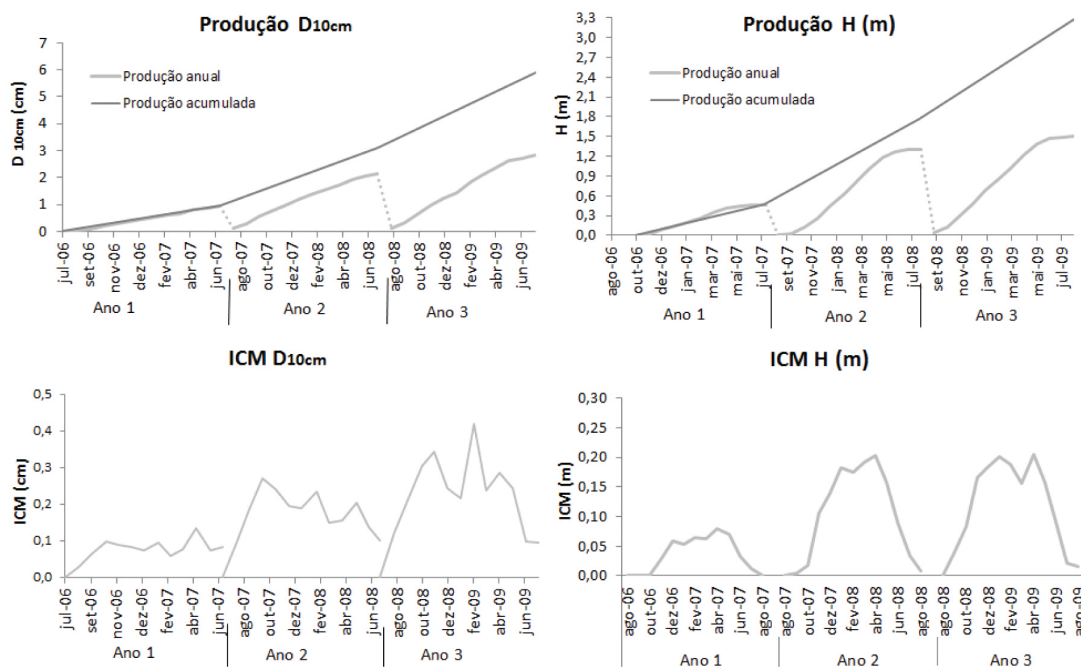 Produção D10cm
7
6
5
4
3
2
1
0
D 10cm (cm)
Produção anual
Produção acumulada
jul-06
set-06
nov-06
dez-06
fev-07
abr-07
jun-07
ago-07
out-07
dez-07
fev-08
abr-08
jun-08
ago-08
out-08
dez-08
fev-09
abr-09
jun-09
Ano 1
Ano 2
Ano 3
Produção H (m)
3,3
3,0
2,7
2,4
2,1
1,8
1,5
1,2
0,9
0,6
0,3
0,0
H (m)
Produção anual
Produção acumulada
ago-06
out-06
dez-06
jan-07
mar-07
mai-07
jul-07
set-07
nov-07
jan-08
mar-08
mai-08
jul-08
set-08
nov-08
jan-09
mar-09
mai-09
jul-09
Ano 1
Ano 2
Ano 3
ICM D10cm
0,5
0,4
0,3
0,2
0,1
0,0
ICM (cm)
jul-06
set-06
nov-06
dez-06
fev-07
abr-07
jun-07
ago-07
out-07
dez-07
fev-08
abr-08
jun-08
ago-08
out-08
dez-08
fev-09
abr-09
jun-09
Ano 1
Ano 2
Ano 3
ICM H (m)
0,30
0,25
0,20
0,15
0,10
0,05
0,00
ICM (m)
ago-06
out-06
dez-06
fev-07
abr-07
jun-07
ago-07
ago-07
out-07
dez-07
fev-08
abr-08
jun-08
ago-08
ago-08
out-08
dez-08
fev-09
abr-09
jun-09
ago-09
Ano 1
Ano 2
Ano 3